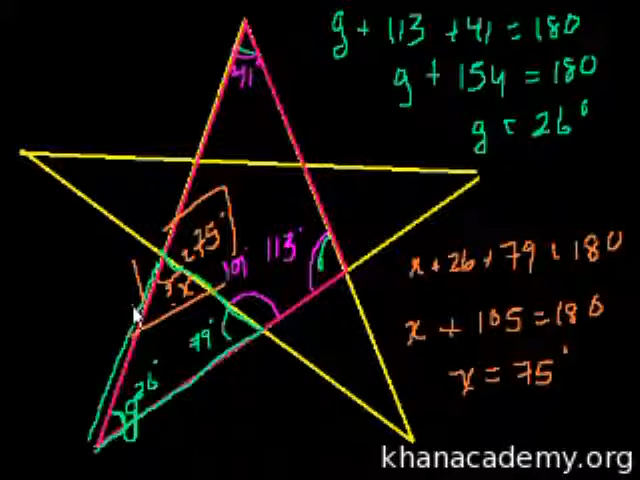 g + 113 + 41 = 180
g + 154 = 180
g = 26°
41
75°
113°
101°
x
79°
26°
g
x + 26 + 79 = 180
x + 105 = 180
x = 75°
khanacademy.org